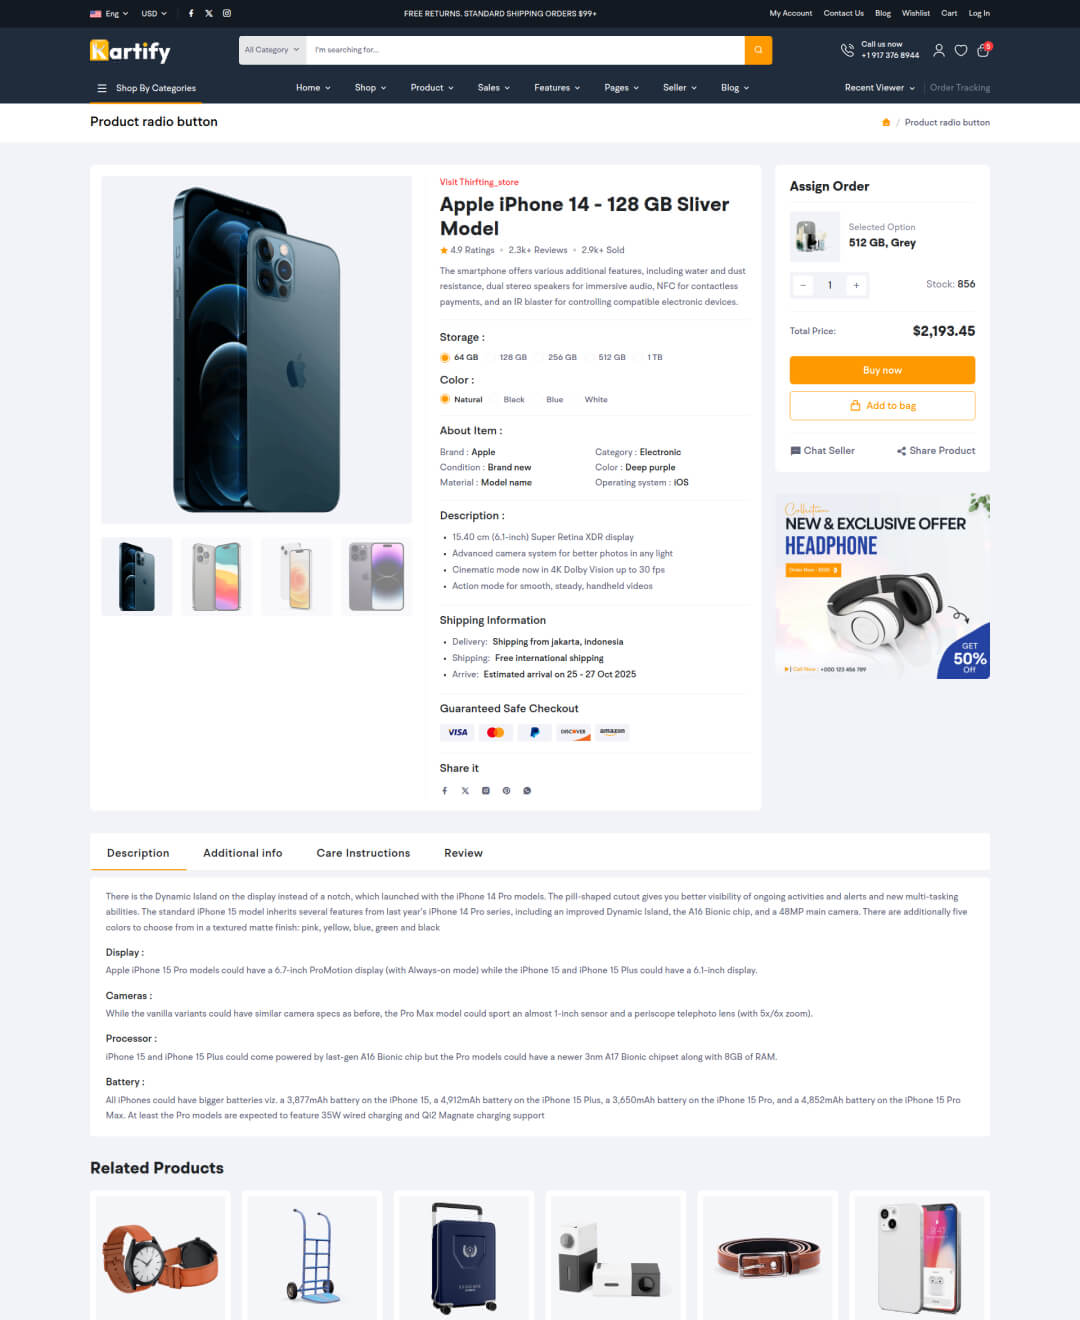 Eng
USD
FREE RETURNS. STANDARD SHIPPING ORDERS $99+
My Account
Contact Us
Blog
Wishlist
Cart
Log In
Kartify
All Category
I'm searching for...
Call us now
+1 917 376 8944
5
Shop By Categories
Home
Shop
Product
Sales
Features
Pages
Seller
Blog
Recent Viewer
Order Tracking
Product radio button
/ Product radio button
Visit Thirfting_store
Apple iPhone 14 - 128 GB Sliver
Model
4.9 Ratings • 2.3k+ Reviews • 2.9k+ Sold
The smartphone offers various additional features, including water and dust
resistance, dual stereo speakers for immersive audio, NFC for contactless
payments, and an IR blaster for controlling compatible electronic devices.
Storage :
64 GB
128 GB
256 GB
512 GB
1 TB
Color :
Natural
Black
Blue
White
About Item :
Brand : Apple
Category : Electronic
Condition : Brand new
Color : Deep purple
Material : Model name
Operating system : iOS
Description :
• 15.40 cm (6.1-inch) Super Retina XDR display
• Advanced camera system for better photos in any light
• Cinematic mode now in 4K Dolby Vision up to 30 fps
• Action mode for smooth, steady, handheld videos
Shipping Information
• Delivery: Shipping from jakarta, indonesia
• Shipping: Free international shipping
• Arrive: Estimated arrival on 25 - 27 Oct 2025
Guaranteed Safe Checkout
VISA
DISCOVER
amazon
Share it
Assign Order
Selected Option
512 GB, Grey
− 1 +
Stock: 856
Total Price:
$2,193.45
Buy now
Add to bag
Chat Seller
Share Product
Collection
NEW & EXCLUSIVE OFFER
HEADPHONE
GET
50%
Off
Call Now : +000 123 456 789
Description
Additional info
Care Instructions
Review
There is the Dynamic Island on the display instead of a notch, which launched with the iPhone 14 Pro models. The pill-shaped cutout gives you better visibility of ongoing activities and alerts and new multi-tasking
abilities. The standard iPhone 15 model inherits several features from last year's iPhone 14 Pro series, including an improved Dynamic Island, the A16 Bionic chip, and a 48MP main camera. There are additionally five
colors to choose from in a textured matte finish: pink, yellow, blue, green and black
Display :
Apple iPhone 15 Pro models could have a 6.7-inch ProMotion display (with Always-on mode) while the iPhone 15 and iPhone 15 Plus could have a 6.1-inch display.
Cameras :
While the vanilla variants could have similar camera specs as before, the Pro Max model could sport an almost 1-inch sensor and a periscope telephoto lens (with 5x/6x zoom).
Processor :
iPhone 15 and iPhone 15 Plus could come powered by last-gen A16 Bionic chip but the Pro models could have a newer 3nm A17 Bionic chipset along with 8GB of RAM.
Battery :
All iPhones could have bigger batteries viz. a 3,877mAh battery on the iPhone 15, a 4,912mAh battery on the iPhone 15 Plus, a 3,650mAh battery on the iPhone 15 Pro, and a 4,852mAh battery on the iPhone 15 Pro
Max. At least the Pro models are expected to feature 35W wired charging and Qi2 Magnate charging support
Related Products